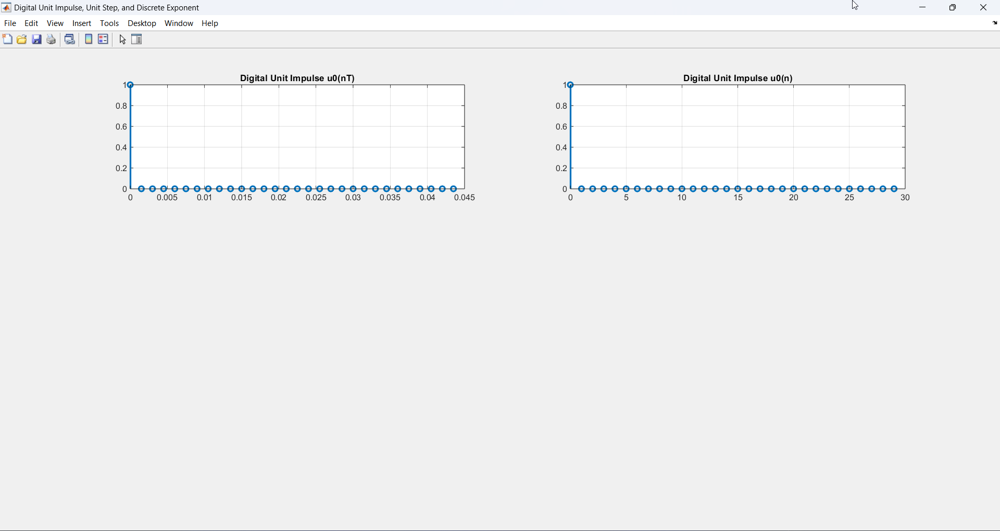 Digital Unit Impulse, Unit Step, and Discrete Exponent
File Edit View Insert Tools Desktop Window Help
Digital Unit Impulse u0(nT)
1
0.8
0.6
0.4
0.2
0
0 0.005 0.01 0.015 0.02 0.025 0.03 0.035 0.04 0.045
Digital Unit Impulse u0(n)
1
0.8
0.6
0.4
0.2
0
0 5 10 15 20 25 30